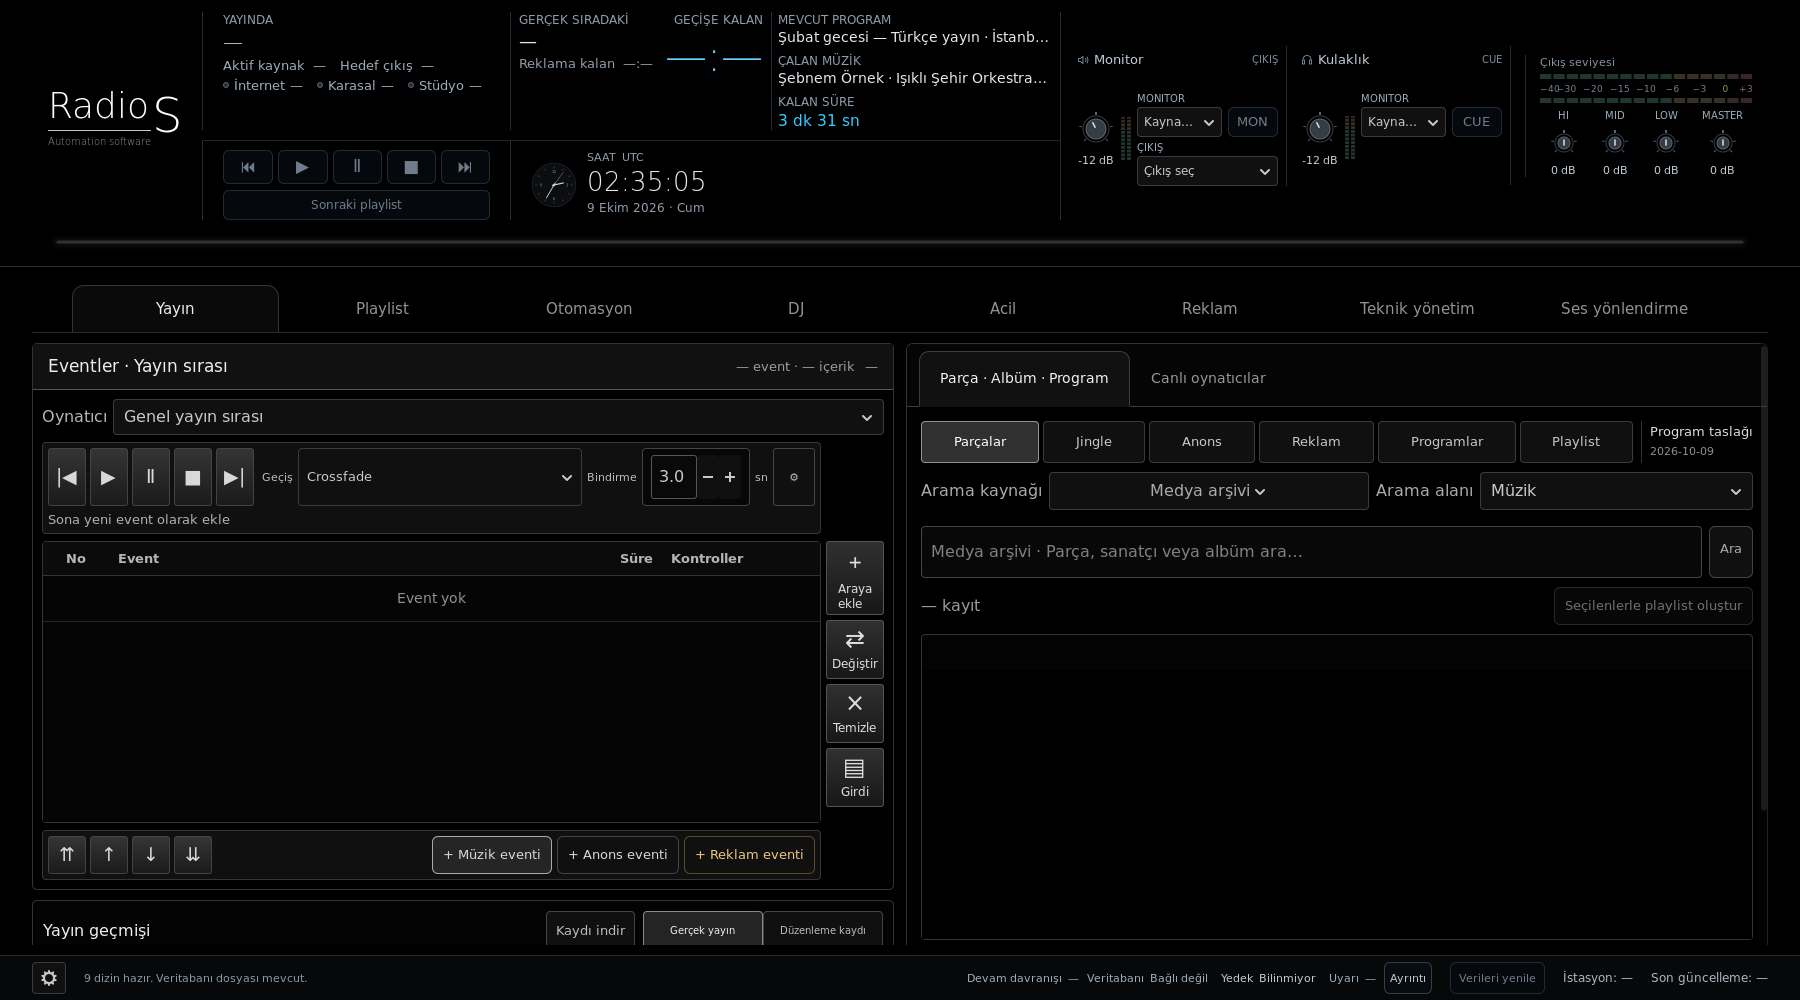 Radio S
Automation software
YAYINDA
—
Aktif kaynak — Hedef çıkış —
İnternet — Karasal — Stüdyo —
GERÇEK SIRADAKİ GEÇİŞE KALAN
—
Reklama kalan —:—
—:—
MEVCUT PROGRAM
Şubat gecesi — Türkçe yayın · İstanb…
ÇALAN MÜZİK
Şebnem Örnek · Işıklı Şehir Orkestra…
KALAN SÜRE
3 dk 31 sn
Sonraki playlist
SAAT UTC
02:35:05
9 Ekim 2026 · Cum
Monitor ÇIKIŞ
MONITOR
Kayna… MON
-12 dB
ÇIKIŞ
Çıkış seç
Kulaklık CUE
MONITOR
Kayna… CUE
-12 dB
Çıkış seviyesi
−40 −30 −20 −15 −10 −6 −3 0 +3
HI MID LOW MASTER
0 dB 0 dB 0 dB 0 dB
Yayın Playlist Otomasyon DJ Acil Reklam Teknik yönetim Ses yönlendirme
Eventler · Yayın sırası — event · — içerik —
Oynatıcı Genel yayın sırası
Geçiş Crossfade Bindirme 3.0 − + sn
Sona yeni event olarak ekle
No Event Süre Kontroller
Event yok
+ Araya ekle
Değiştir
Temizle
Girdi
+ Müzik eventi + Anons eventi + Reklam eventi
Yayın geçmişi Kaydı indir Gerçek yayın Düzenleme kaydı
Parça · Albüm · Program Canlı oynatıcılar
Parçalar Jingle Anons Reklam Programlar Playlist Program taslağı
2026-10-09
Arama kaynağı Medya arşivi Arama alanı Müzik
Medya arşivi · Parça, sanatçı veya albüm ara… Ara
— kayıt Seçilenlerle playlist oluştur
9 dizin hazır. Veritabanı dosyası mevcut. Devam davranışı — Veritabanı Bağlı değil Yedek Bilinmiyor Uyarı — Ayrıntı Verileri yenile İstasyon: — Son güncelleme: —